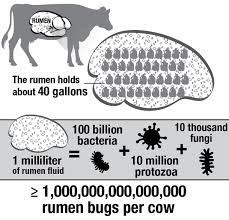 RUMEN
The rumen holds
about 40 gallons
1 milliliter
of rumen fluid
=
100 billion
bacteria
+
10 million
protozoa
+
10 thousand
fungi
≥ 1,000,000,000,000,000
rumen bugs per cow